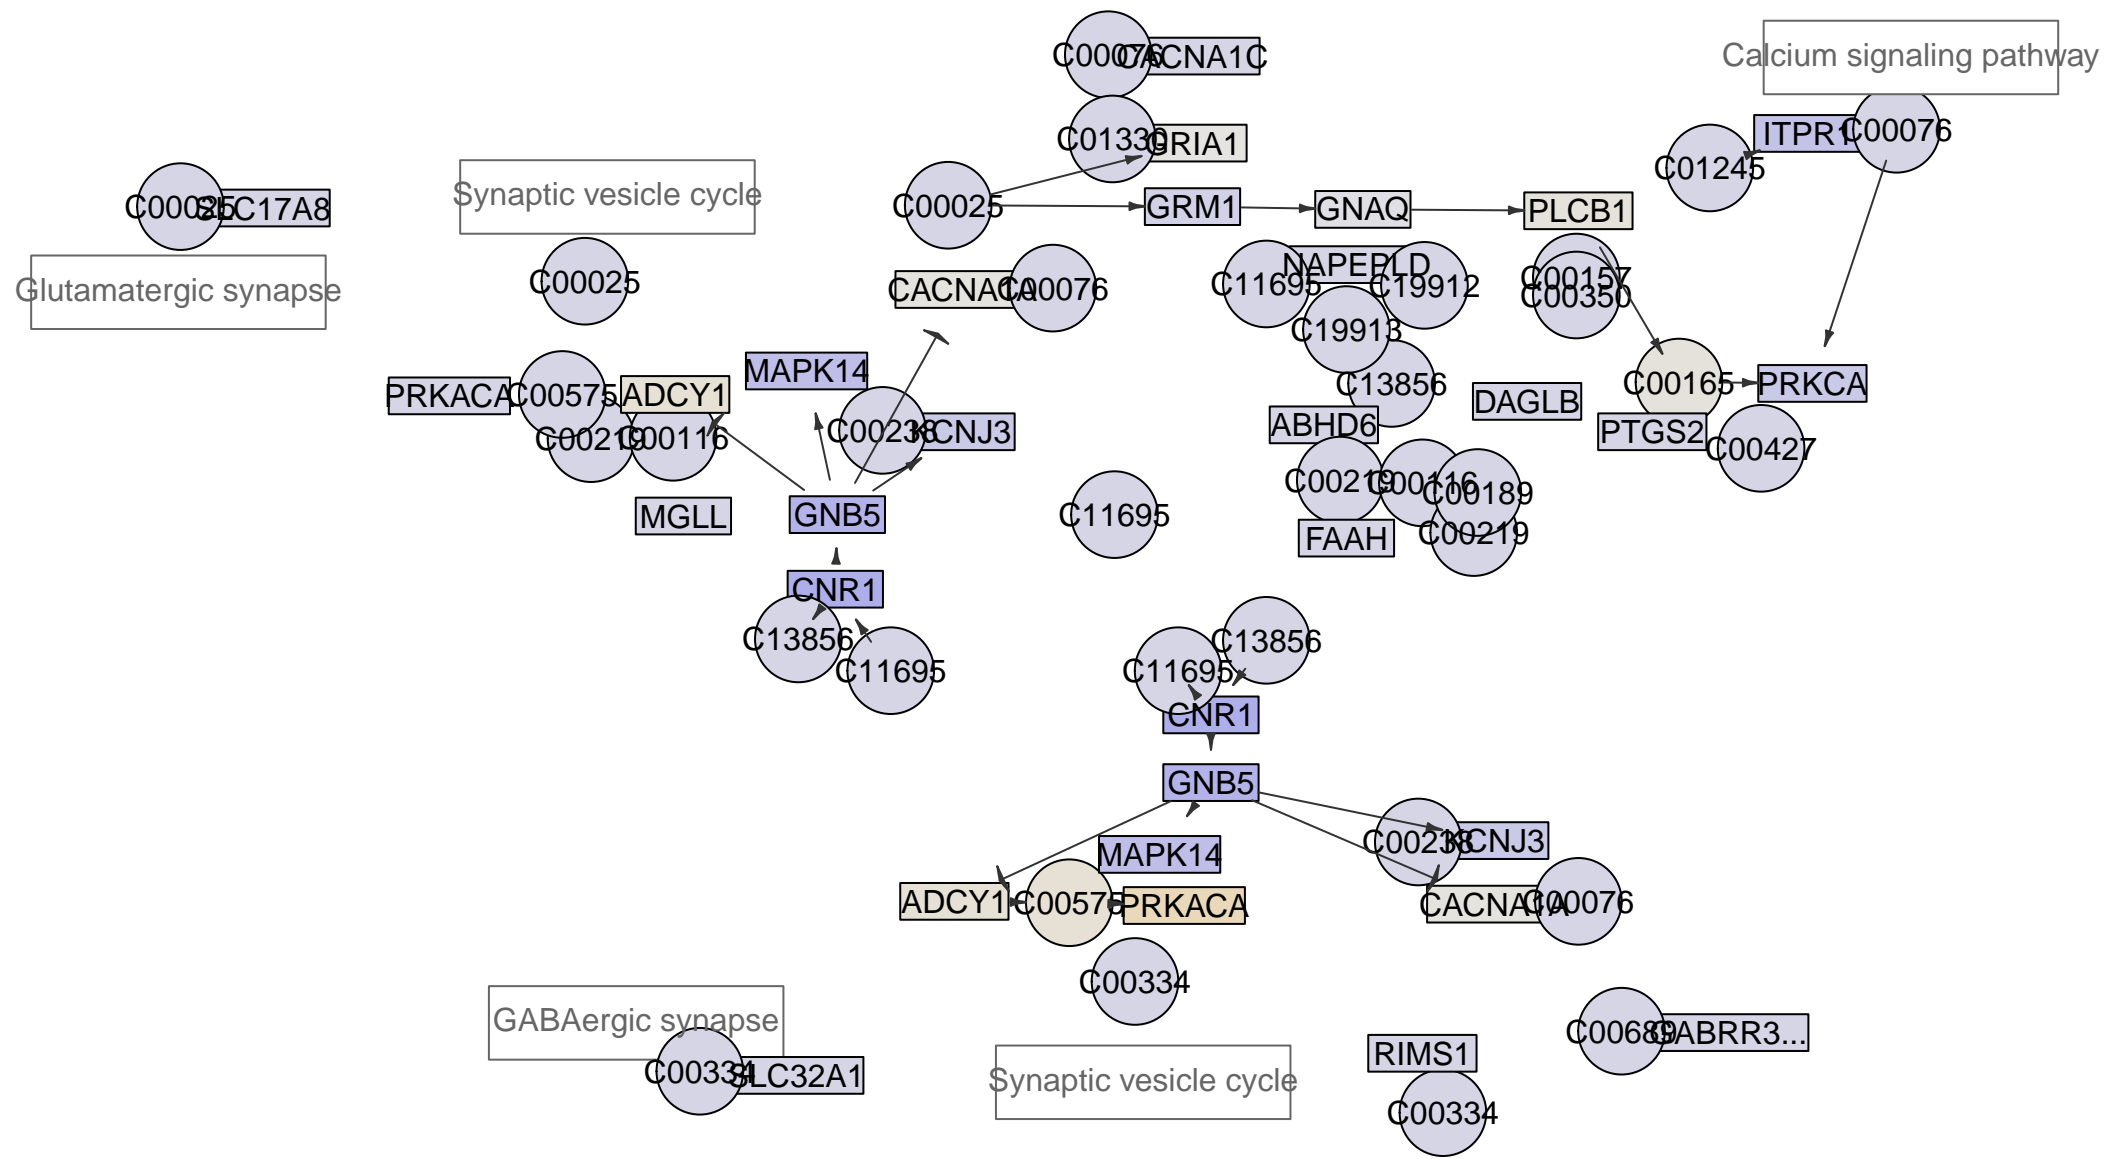 C00076
CACNA1C
Calcium signaling pathway
C01330
GRIA1
ITPR1
C00076
C01245
C00025
SLC17A8
Synaptic vesicle cycle
C00025
GRM1
GNAQ
PLCB1
Glutamatergic synapse
C00025
CACNA1A
C00076
C11695
NAPEPLD
C19912
C00157
C00350
C19913
MAPK14
C13856
C00165
PRKCA
PRKACA
C00575
ADCY1
DAGLB
C00219
C00116
C00238
KCNJ3
ABHD6
PTGS2
C00427
MGLL
GNB5
C11695
C00219
C00116
C00189
FAAH
C00219
CNR1
C13856
C11695
C11695
C13856
CNR1
GNB5
MAPK14
C00238
KCNJ3
ADCY1
C00575
PRKACA
CACNA1A
C00076
C00334
GABAergic synapse
C00334
SLC32A1
Synaptic vesicle cycle
RIMS1
C00334
C00689
GABRR3...